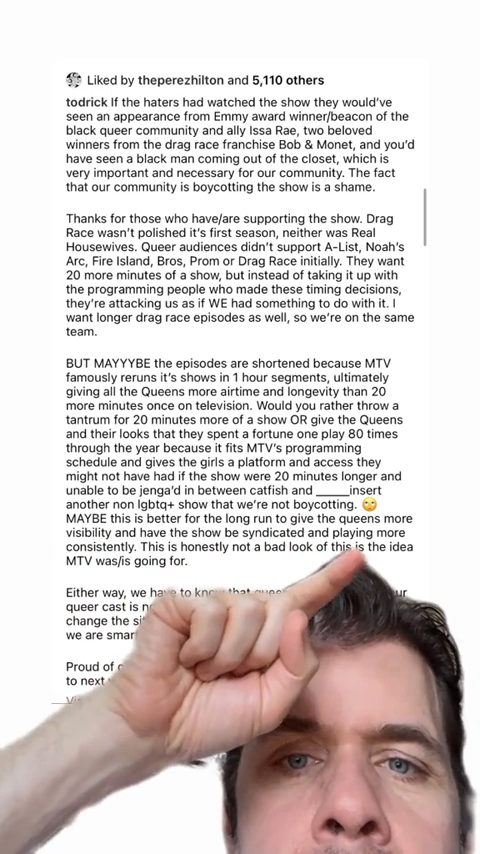 Liked by theperezhilton and 5,110 others
todrick If the haters had watched the show they would've
seen an appearance from Emmy award winner/beacon of the
black queer community and ally Issa Rae, two beloved
winners from the drag race franchise Bob & Monet, and you'd
have seen a black man coming out of the closet, which is
very important and necessary for our community. The fact
that our community is boycotting the show is a shame.
Thanks for those who have/are supporting the show. Drag
Race wasn't polished it's first season, neither was Real
Housewives. Queer audiences didn't support A-List, Noah's
Arc, Fire Island, Bros, Prom or Drag Race initially. They want
20 more minutes of a show, but instead of taking it up with
the programming people who made these timing decisions,
they're attacking us as if WE had something to do with it. I
want longer drag race episodes as well, so we're on the same
team.
BUT MAYYYBE the episodes are shortened because MTV
famously reruns it's shows in 1 hour segments, ultimately
giving all the Queens more airtime and longevity than 20
more minutes once on television. Would you rather throw a
tantrum for 20 minutes more of a show OR give the Queens
and their looks that they spent a fortune one play 80 times
through the year because it fits MTV's programming
schedule and gives the girls a platform and access they
might not have had if the show were 20 minutes longer and
unable to be jenga'd in between catfish and _____insert
another non lgbtq+ show that we're not boycotting. 🙄
MAYBE this is better for the long run to give the queens more
visibility and have the show be syndicated and playing more
consistently. This is honestly not a bad look of this is the idea
MTV was/is going for.
Either way, we have to know that
queer cast is
change the
we are
Proud of
to next